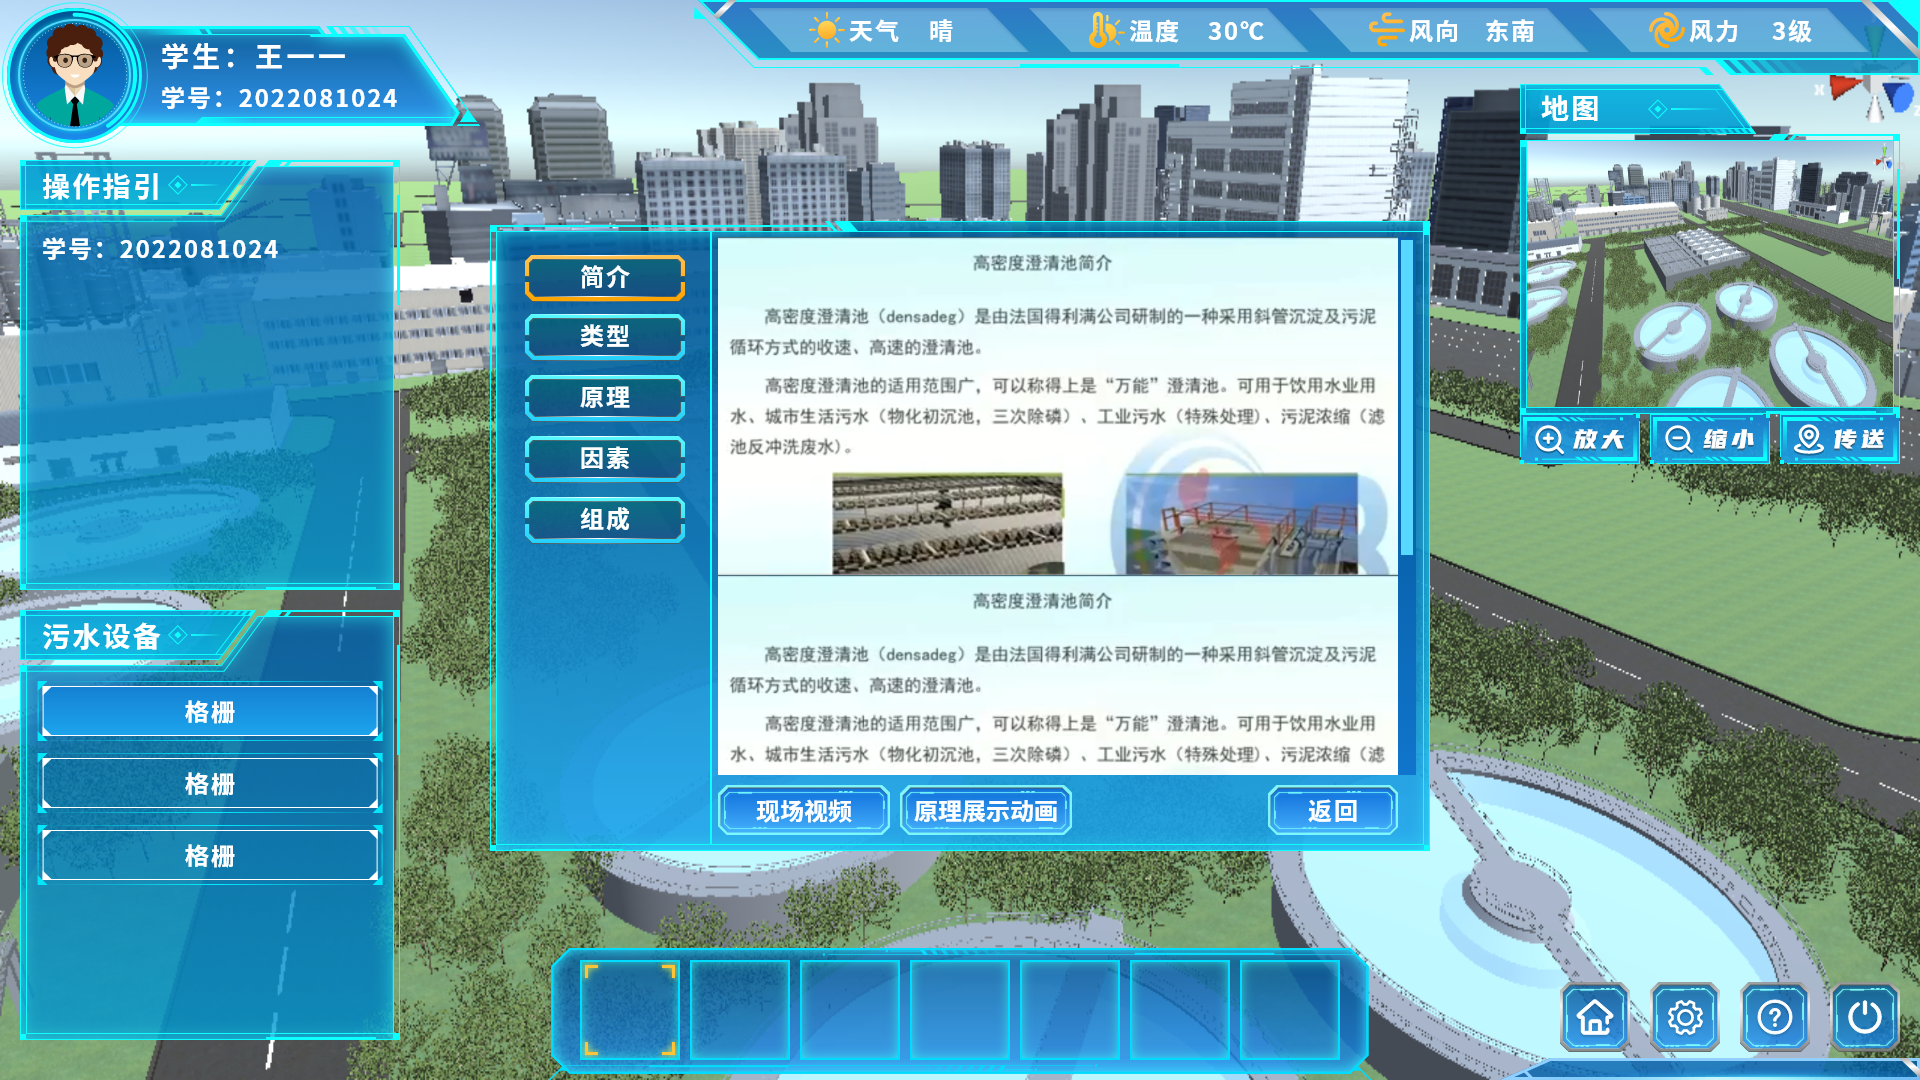 学生：王一一
学号：2022081024
天气 晴
温度 30℃
风向 东南
风力 3级
操作指引
学号：2022081024
污水设备
格栅
格栅
格栅
简介
类型
原理
因素
组成
高密度澄清池简介
高密度澄清池（densadeg）是由法国得利满公司研制的一种采用斜管沉淀及污泥
循环方式的收速、高速的澄清池。
高密度澄清池的适用范围广，可以称得上是“万能”澄清池。可用于饮用水业用
水、城市生活污水（物化初沉池，三次除磷）、工业污水（特殊处理）、污泥浓缩（滤
池反冲洗废水）。
高密度澄清池简介
高密度澄清池（densadeg）是由法国得利满公司研制的一种采用斜管沉淀及污泥
循环方式的收速、高速的澄清池。
高密度澄清池的适用范围广，可以称得上是“万能”澄清池。可用于饮用水业用
水、城市生活污水（物化初沉池，三次除磷）、工业污水（特殊处理）、污泥浓缩（滤
现场视频
原理展示动画
返回
地图
x
放大
缩小
传送